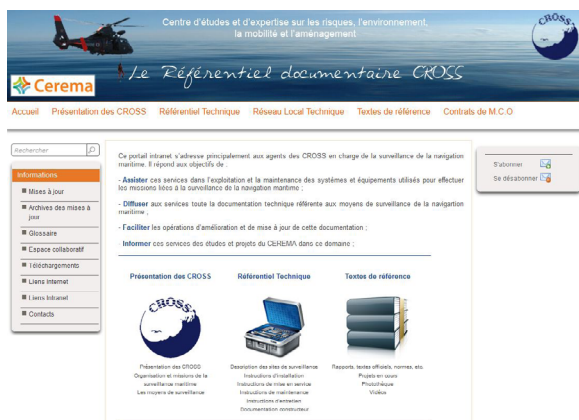 Centre d'études et d'expertise sur les risques, l'environnement,
la mobilité et l'aménagement
CROSS
Cerema
Le Référentiel documentaire CROSS
Accueil Présentation des CROSS Référentiel Technique Réseau Local Technique Textes de référence Contrats de M.C.O
Rechercher
Informations
Mises à jour
Archives des mises à
jour
Glossaire
Espace collaboratif
Téléchargements
Liens Internet
Liens Intranet
Contacts
Ce portail intranet s'adresse principalement aux agents des CROSS en charge de la surveillance de la navigation
maritime. Il répond aux objectifs de :
- Assister ces services dans l'exploitation et la maintenance des systèmes et équipements utilisés pour effectuer
les missions liées à la surveillance de la navigation maritime ;
- Diffuser aux services toute la documentation technique référente aux moyens de surveillance de la navigation
maritime ;
- Faciliter les opérations d'amélioration et de mise à jour de cette documentation ;
- Informer ces services des études et projets du CEREMA dans ce domaine ;
Présentation des CROSS
CROSS
Présentation des CROSS
Organisation et missions de la
surveillance maritime
Les moyens de surveillance
Référentiel Technique
Description des sites de surveillance
Instructions d'installation
Instructions de mise en service
Instructions de maintenance
Instructions d'entretien
Documentation constructeur
Textes de référence
Rapports, textes officiels, normes, etc.
Projets en cours
Photothèque
Vidéos
S'abonner
Se désabonner